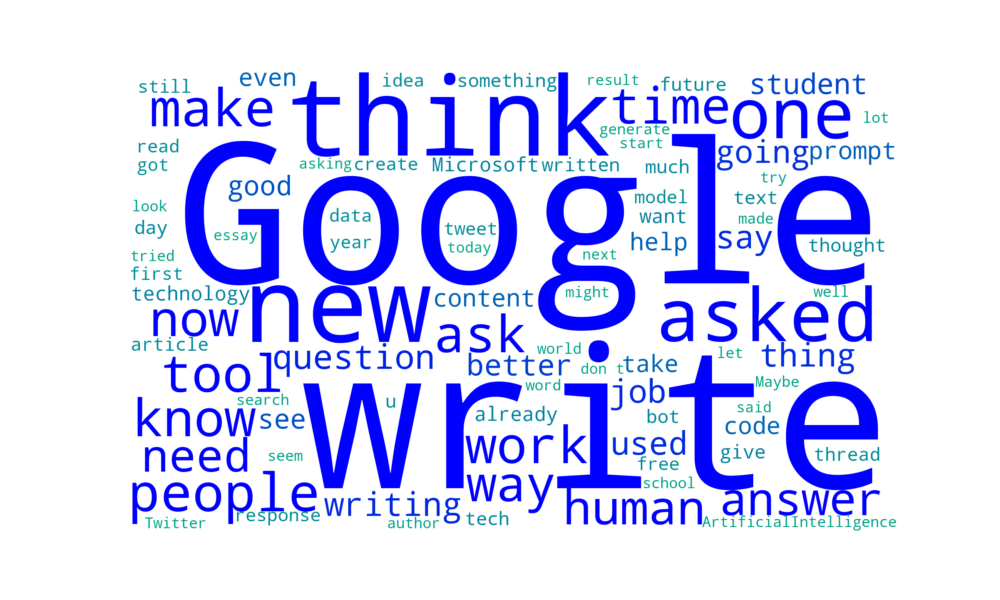 still even idea something result future student
make think time one lot
generate
read start
got asking create Microsoft written much going prompt
Google
good try
look data tweet model text
day essay year today want made
help say thought
tried next
first
technology new content might well
now asked
article ask
question world let thing
tool better don t take
word Maybe
search u job
know see already bot said code
write
need seem work used give thread
free
people way school
writing human answer
Twitter response author tech ArtificialIntelligence